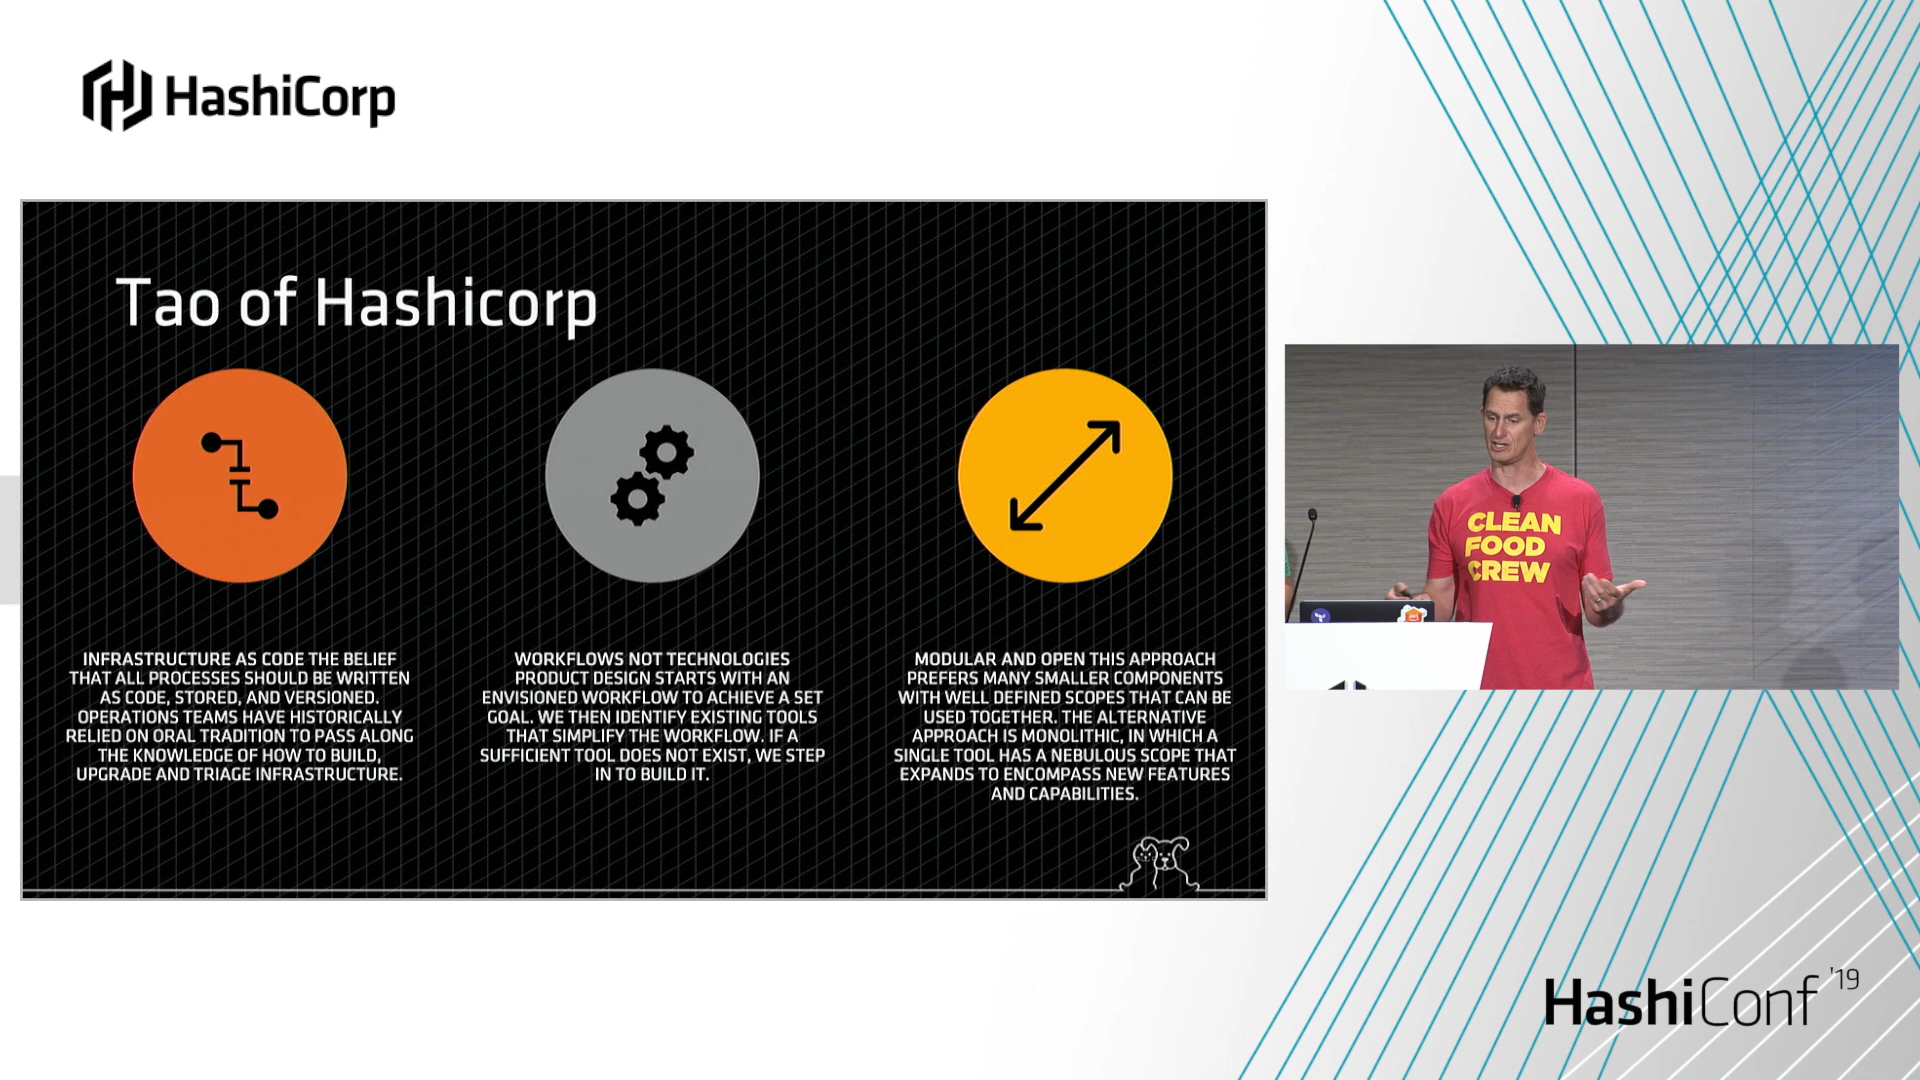 HashiCorp
Tao of Hashicorp
INFRASTRUCTURE AS CODE THE BELIEF
THAT ALL PROCESSES SHOULD BE WRITTEN
AS CODE, STORED, AND VERSIONED.
OPERATIONS TEAMS HAVE HISTORICALLY
RELIED ON ORAL TRADITION TO PASS ALONG
THE KNOWLEDGE OF HOW TO BUILD,
UPGRADE AND TRIAGE INFRASTRUCTURE.
WORKFLOWS NOT TECHNOLOGIES
PRODUCT DESIGN STARTS WITH AN
ENVISIONED WORKFLOW TO ACHIEVE A SET
GOAL. WE THEN IDENTIFY EXISTING TOOLS
THAT SIMPLIFY THE WORKFLOW. IF A
SUFFICIENT TOOL DOES NOT EXIST, WE STEP
IN TO BUILD IT.
MODULAR AND OPEN THIS APPROACH
PREFERS MANY SMALLER COMPONENTS
WITH WELL DEFINED SCOPES THAT CAN BE
USED TOGETHER. THE ALTERNATIVE
APPROACH IS MONOLITHIC, IN WHICH A
SINGLE TOOL HAS A NEBULOUS SCOPE THAT
EXPANDS TO ENCOMPASS NEW FEATURES
AND CAPABILITIES.
CLEAN
FOOD
CREW
HashiConf '19